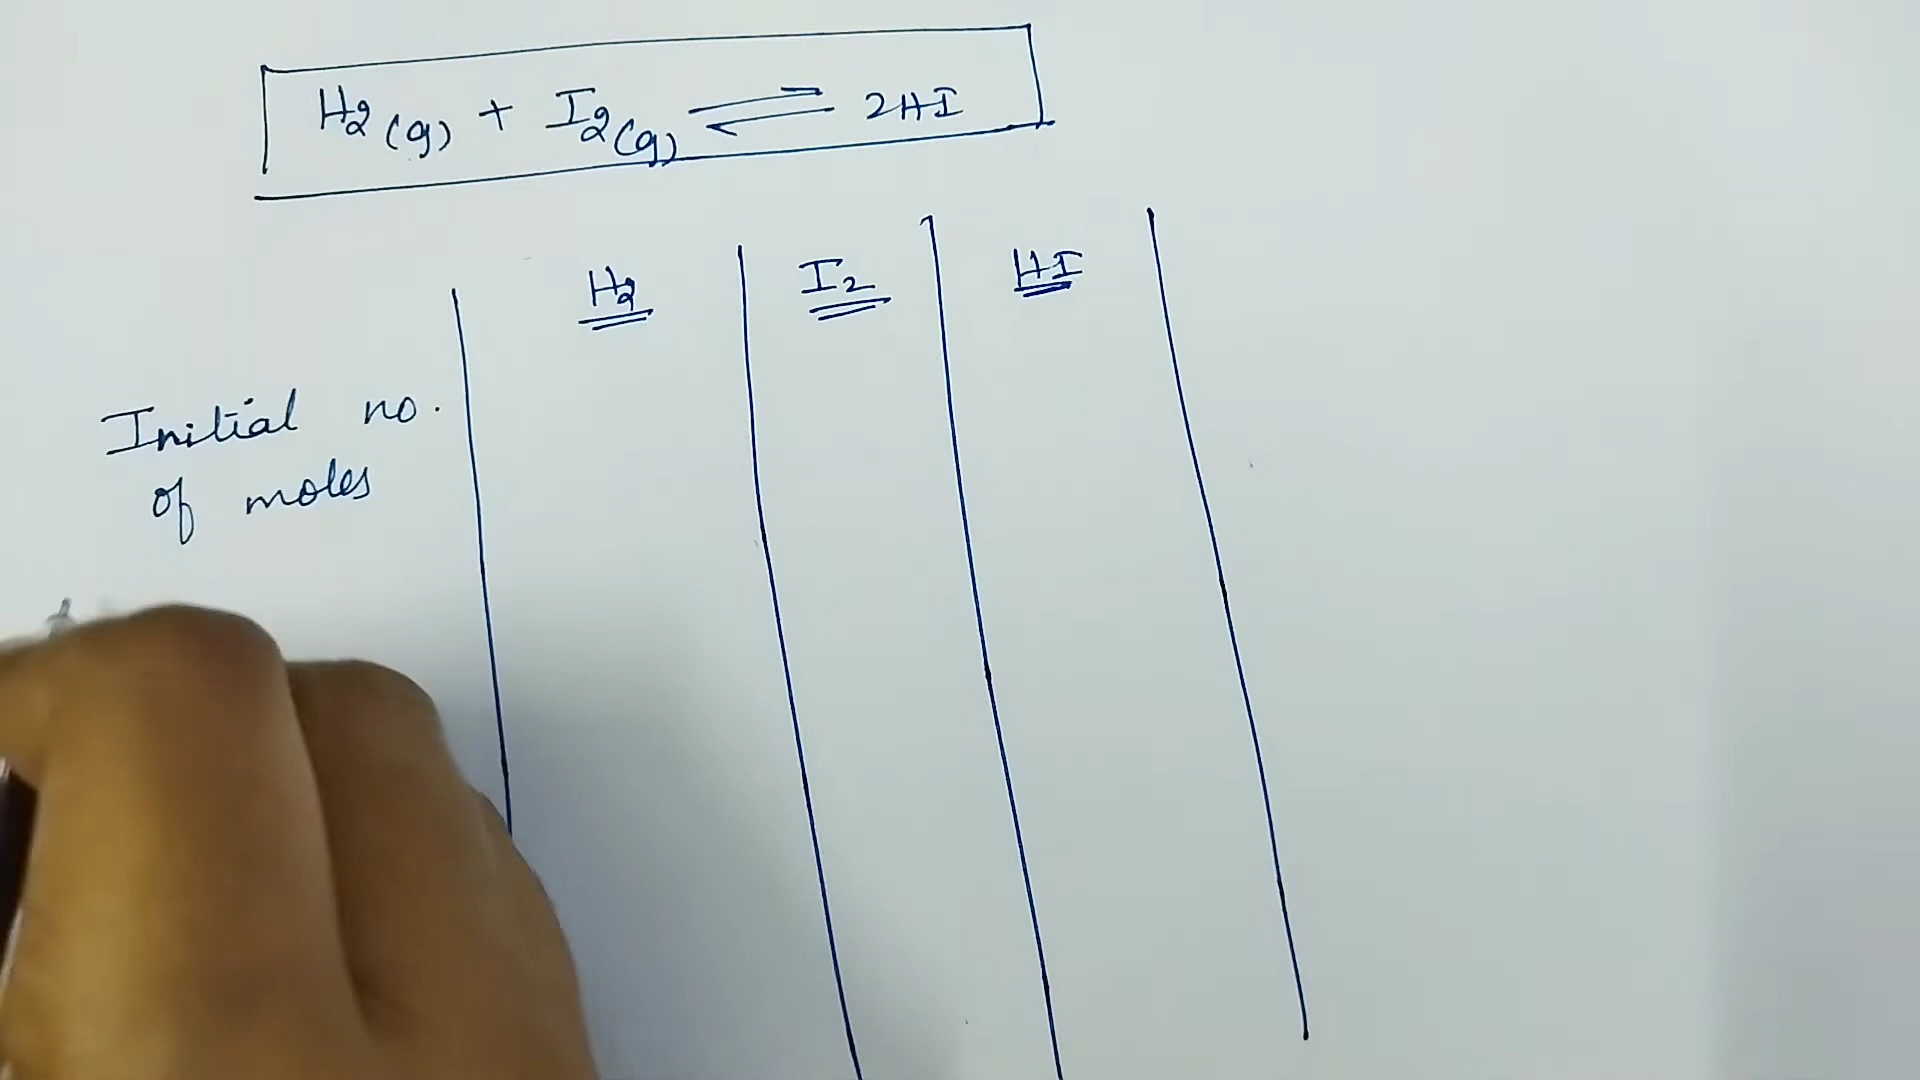 H2(g) + I2(g) ⇌ 2HI
H2 I2 HI
Initial no.
of moles